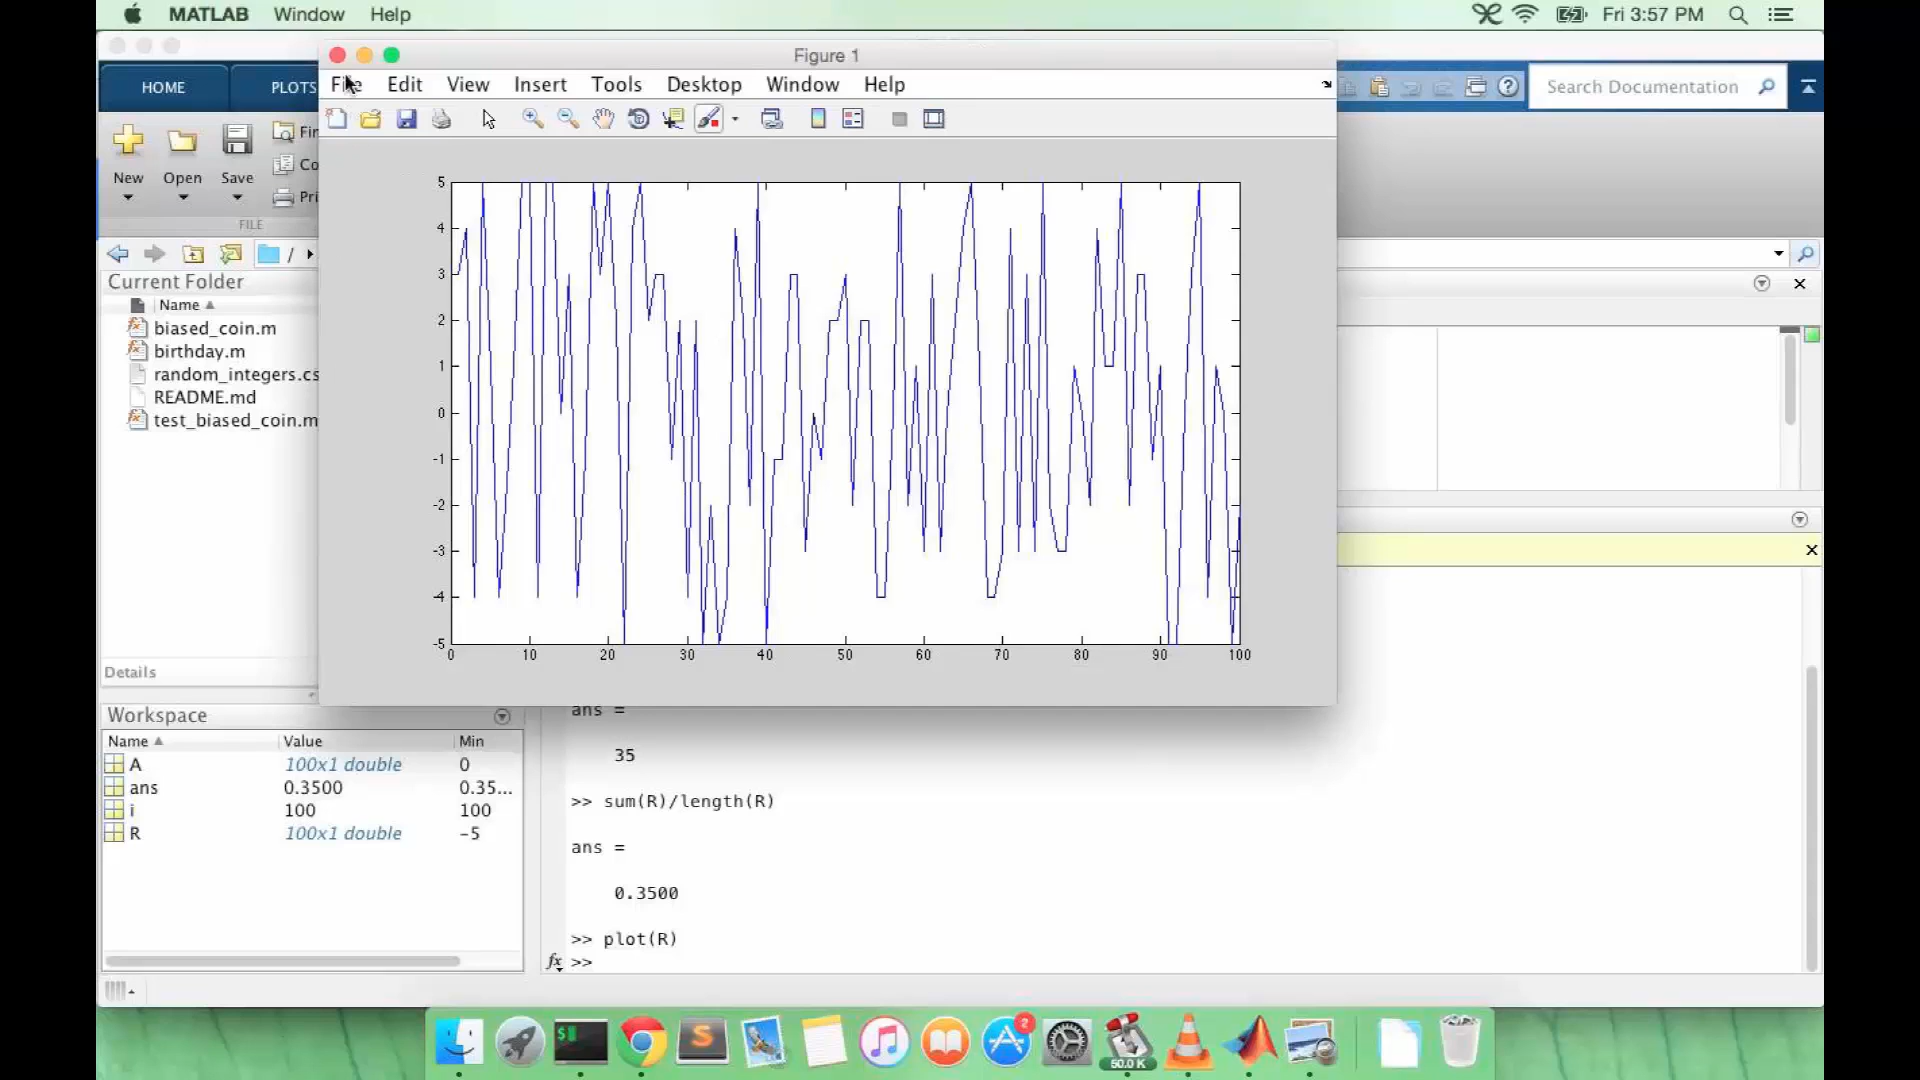 MATLAB Window Help
Fri 3:57 PM
Figure 1
HOME PLOTS
File Edit View Insert Tools Desktop Window Help
Search Documentation
New Open Save
FILE
/
Current Folder
Name
biased_coin.m
birthday.m
random_integers.cs
README.md
test_biased_coin.m
Details
5
4
3
2
1
0
-1
-2
-3
-4
-5
0 10 20 30 40 50 60 70 80 90 100
Workspace
Name Value Min
A 100x1 double 0
ans 0.3500 0.35...
i 100 100
R 100x1 double -5
ans =
35
>> sum(R)/length(R)
ans =
0.3500
>> plot(R)
fx >>
2
50.0 K